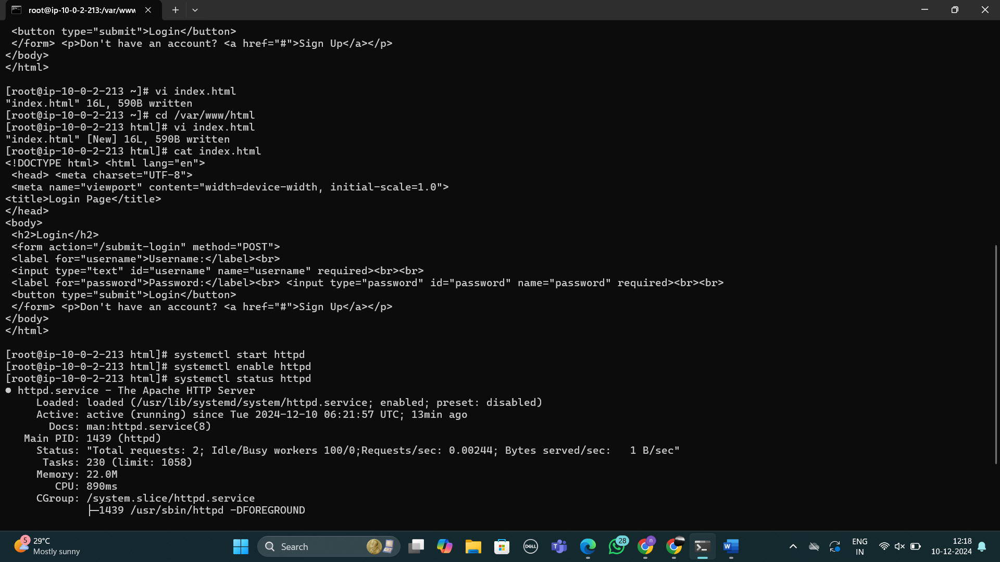 root@ip-10-0-2-213:/var/www
 <button type="submit">Login</button>
 </form> <p>Don't have an account? <a href="#">Sign Up</a></p>
</body>
</html>
[root@ip-10-0-2-213 ~]# vi index.html
"index.html" 16L, 590B written
[root@ip-10-0-2-213 ~]# cd /var/www/html
[root@ip-10-0-2-213 html]# vi index.html
"index.html" [New] 16L, 590B written
[root@ip-10-0-2-213 html]# cat index.html
<!DOCTYPE html> <html lang="en">
 <head> <meta charset="UTF-8">
 <meta name="viewport" content="width=device-width, initial-scale=1.0">
<title>Login Page</title>
</head>
<body>
 <h2>Login</h2>
 <form action="/submit-login" method="POST">
 <label for="username">Username:</label><br>
 <input type="text" id="username" name="username" required><br><br>
 <label for="password">Password:</label><br> <input type="password" id="password" name="password" required><br><br>
 <button type="submit">Login</button>
 </form> <p>Don't have an account? <a href="#">Sign Up</a></p>
</body>
</html>
[root@ip-10-0-2-213 html]# systemctl start httpd
[root@ip-10-0-2-213 html]# systemctl enable httpd
[root@ip-10-0-2-213 html]# systemctl status httpd
● httpd.service - The Apache HTTP Server
     Loaded: loaded (/usr/lib/systemd/system/httpd.service; enabled; preset: disabled)
     Active: active (running) since Tue 2024-12-10 06:21:57 UTC; 13min ago
       Docs: man:httpd.service(8)
   Main PID: 1439 (httpd)
     Status: "Total requests: 2; Idle/Busy workers 100/0;Requests/sec: 0.00244; Bytes served/sec:   1 B/sec"
      Tasks: 230 (limit: 1058)
     Memory: 22.0M
        CPU: 890ms
     CGroup: /system.slice/httpd.service
             ├─1439 /usr/sbin/httpd -DFOREGROUND
5
29°C
Mostly sunny
Search
DELL
T
28
n
W
ENG
IN
12:18
10-12-2024